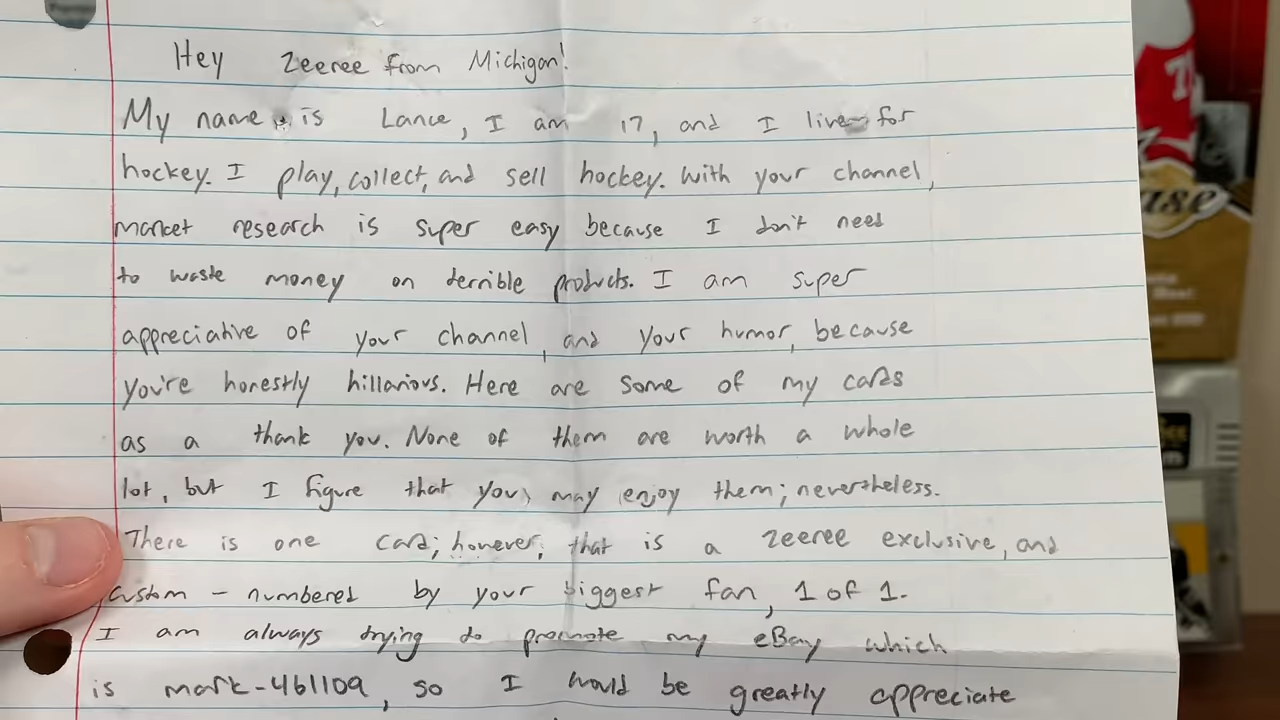 Hey zeeree from Michigan!
My name is Lance, I am 17, and I live for
hockey. I play, collect, and sell hockey. With your channel,
market research is super easy because I don't need
to waste money on terrible products. I am super
appreciative of your channel, and your humor, because
you're honestly hillarious. Here are some of my cards
as a thank you. None of them are worth a whole
lot, but I figure that you may enjoy them; nevertheless.
There is one card; however, that is a zeeree exclusive, and
custom - numbered by your biggest fan, 1 of 1.
I am always trying to promote my eBay which
is mark-461109, so I would be greatly appreciate